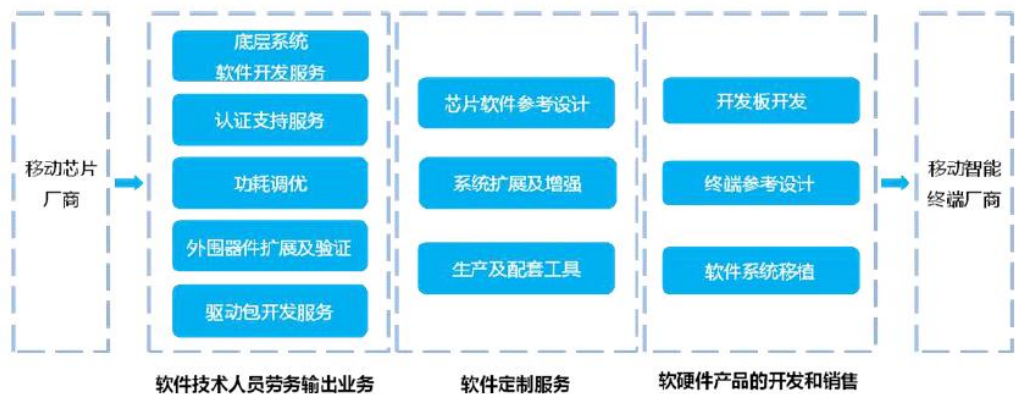 移动芯片
厂商
底层系统
软件开发服务
认证支持服务
功耗调优
外围器件扩展及验证
驱动包开发服务
软件技术人员劳务输出业务
芯片软件参考设计
系统扩展及增强
生产及配套工具
软件定制服务
开发板开发
终端参考设计
软件系统移植
软硬件产品的开发和销售
移动智能
终端厂商